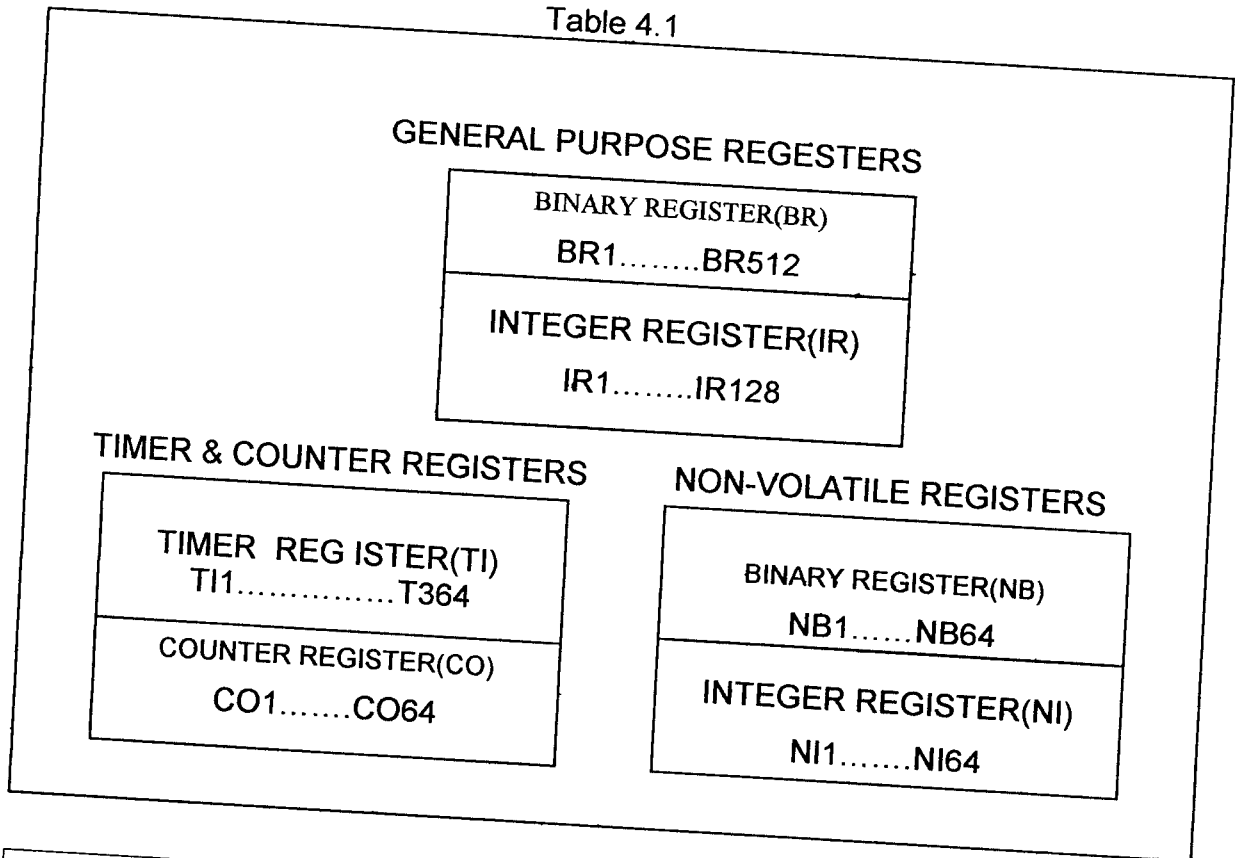 Table 4.1
GENERAL PURPOSE REGESTERS
BINARY REGISTER(BR)
BR1........BR512
INTEGER REGISTER(IR)
IR1........IR128
TIMER & COUNTER REGISTERS
TIMER REG ISTER(TI)
TI1...............T364
COUNTER REGISTER(CO)
CO1.......CO64
NON-VOLATILE REGISTERS
BINARY REGISTER(NB)
NB1......NB64
INTEGER REGISTER(NI)
NI1.......NI64